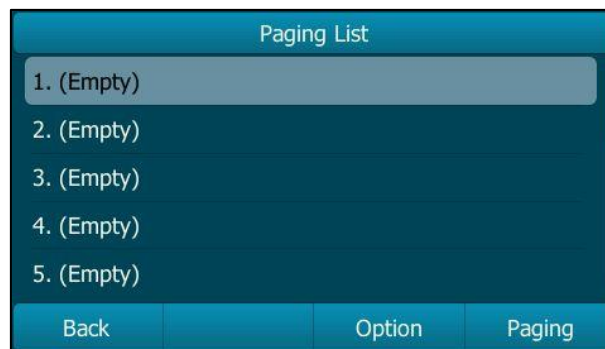 Paging List
1. (Empty)
2. (Empty)
3. (Empty)
4. (Empty)
5. (Empty)
Back Option Paging